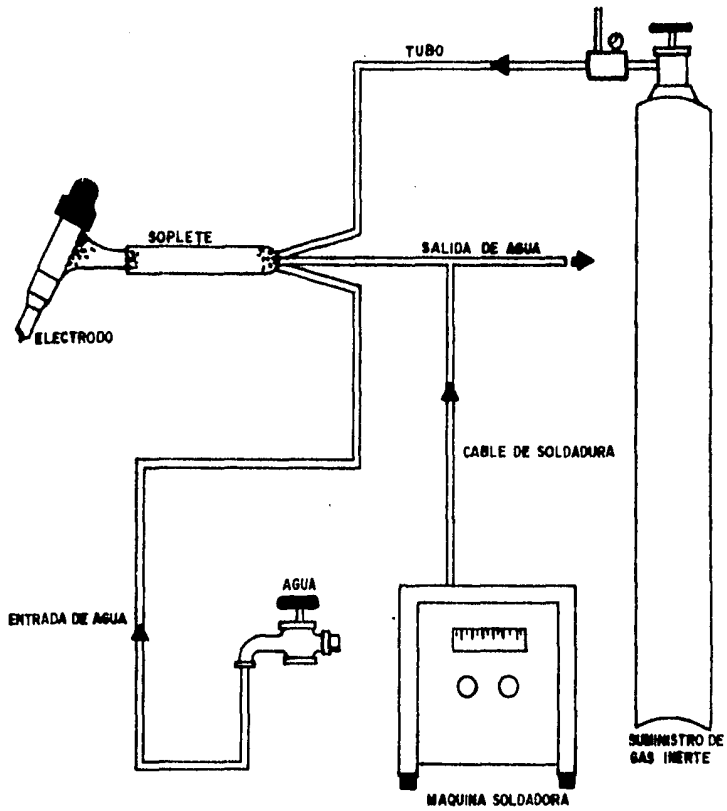 TUBO
SOPLETE
SALIDA DE AGUA
ELECTRODO
CABLE DE SOLDADURA
AGUA
ENTRADA DE AGUA
SUMINISTRO DE
GAS INERTE
MAQUINA SOLDADORA